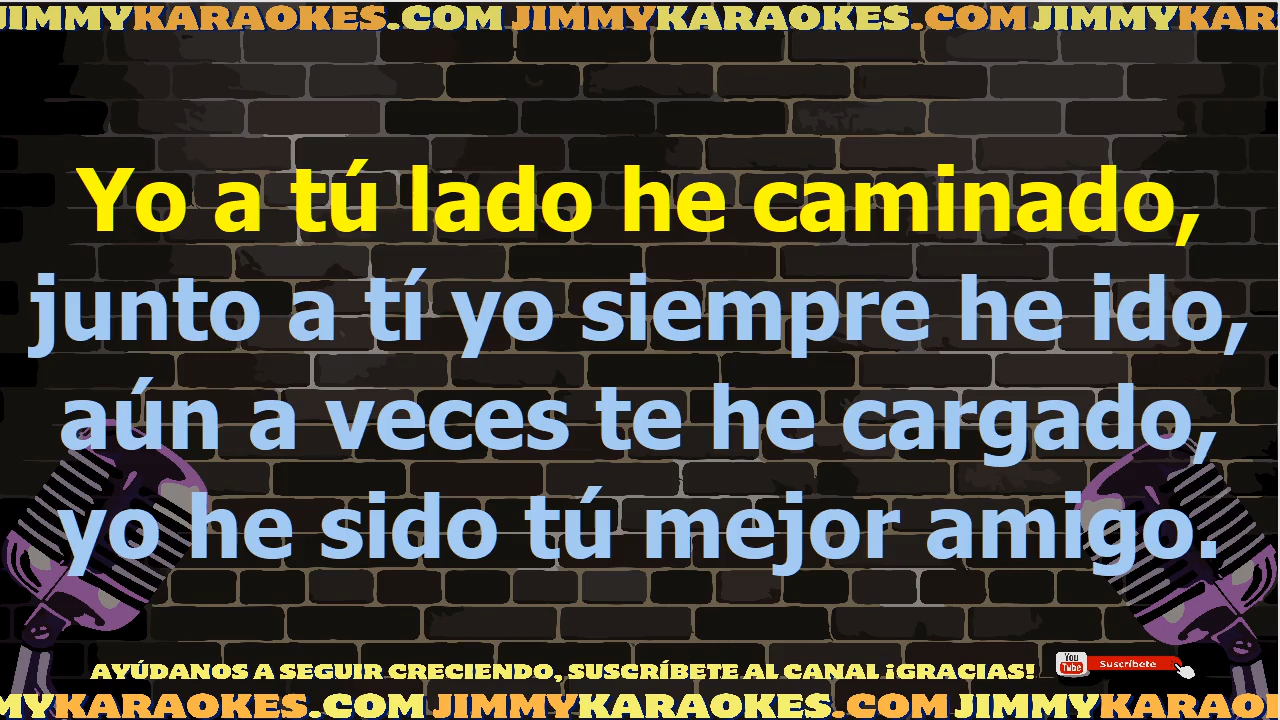 JIMMYKARAOKES.COM JIMMYKARAOKES.COM JIMMYKAR
Yo a tú lado he caminado,
junto a tí yo siempre he ido,
aún a veces te he cargado,
yo he sido tú mejor amigo.
AYÚDANOS A SEGUIR CRECIENDO, SUSCRÍBETE AL CANAL ¡GRACIAS!
You Tube Suscríbete
MYKARAOKES.COM JIMMYKARAOKES.COM JIMMYKARAOK